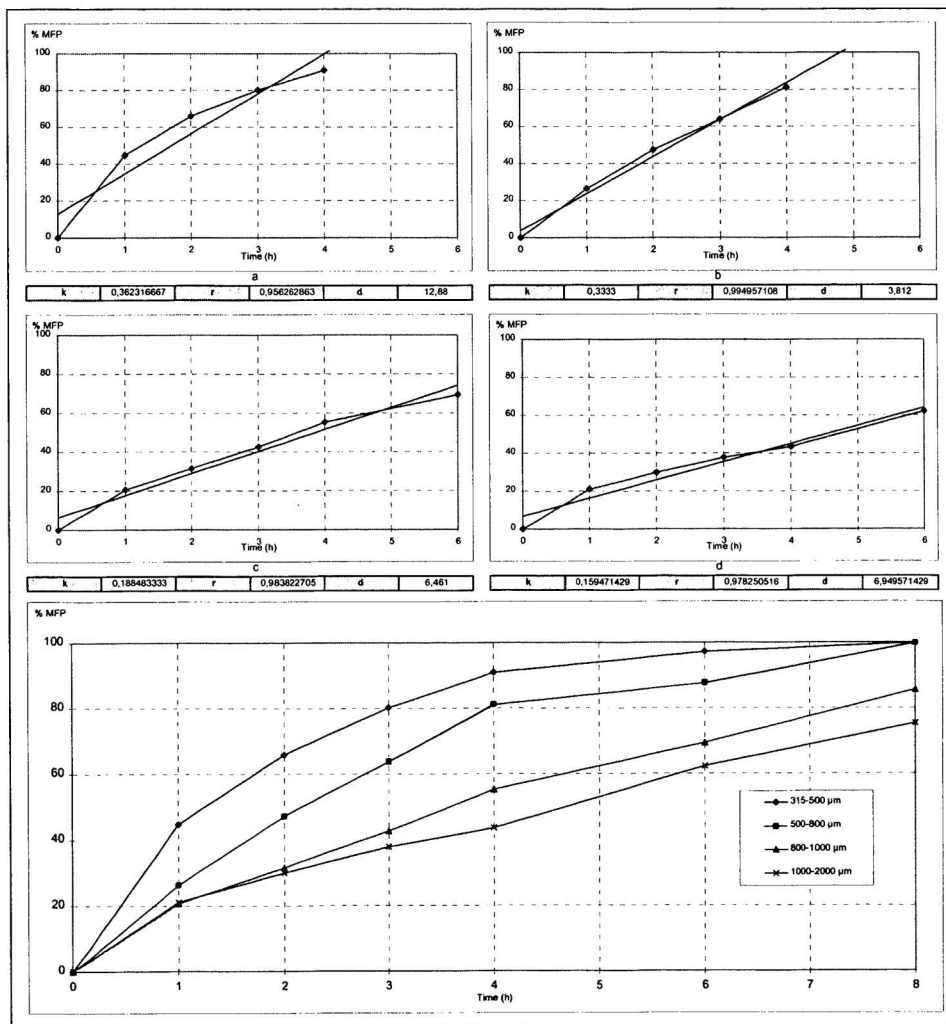 % MFP
100
80
60
40
20
0
0 1 2 3 4 5 6
Time (h)
a
k 0,362316667 r 0,956262863 d 12,88
% MFP
100
80
60
40
20
0
0 1 2 3 4 5 6
Time (h)
b
k 0,3333 r 0,994957108 d 3,812
% MFP
100
80
60
40
20
0
0 1 2 3 4 5 6
Time (h)
c
k 0,188483333 r 0,983822705 d 6,461
% MFP
100
80
60
40
20
0
0 1 2 3 4 5 6
Time (h)
d
k 0,159471429 r 0,978250516 d 6,949571429
% MFP
100
80
60
40
20
0
0 1 2 3 4 5 6 8
Time (h)
315-500 µm
500-800 µm
800-1000 µm
1000-2000 µm